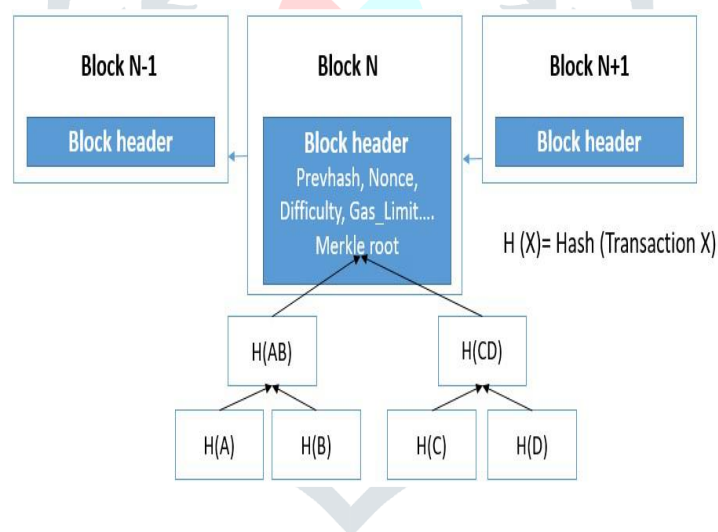 Block N-1
Block N
Block N+1
Block header
Block header
Prevhash, Nonce,
Difficulty, Gas_Limit....
Merkle root
Block header
H (X)= Hash (Transaction X)
H(AB)
H(CD)
H(A)
H(B)
H(C)
H(D)